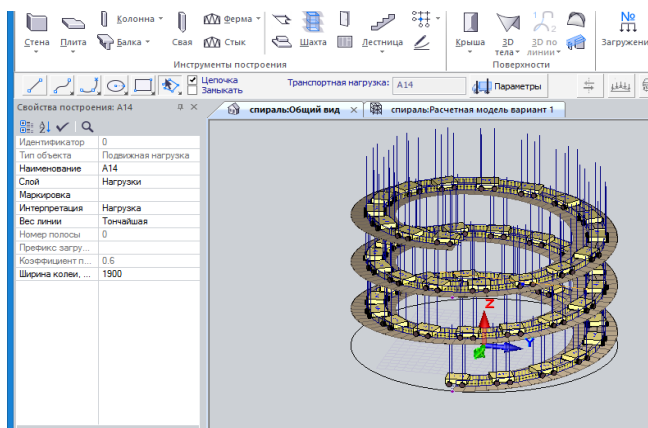 Колонна Ферма
Стена Плита Балка Свая Стык Шахта Лестница Крыша 3D тела 3D по линии Загружени
Инструменты построения Поверхности
Цепочка
Замыкать
Транспортная нагрузка: A14 Параметры
Свойства построения: A14
спираль:Общий вид спираль:Расчетная модель вариант 1
Идентификатор 0
Тип объекта Подвижная нагрузка
Наименование A14
Слой Нагрузки
Маркировка
Интерпретация Нагрузка
Вес линии Тончайшая
Номер полосы 0
Префикс загру...
Коэффициент п... 0.6
Ширина колеи, ... 1900
Z
Y